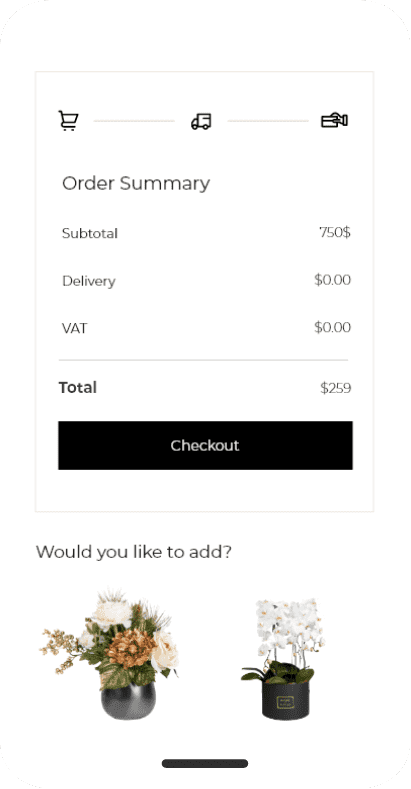 Order Summary
Subtotal 750$
Delivery $0.00
VAT $0.00
Total $259
Checkout
Would you like to add?